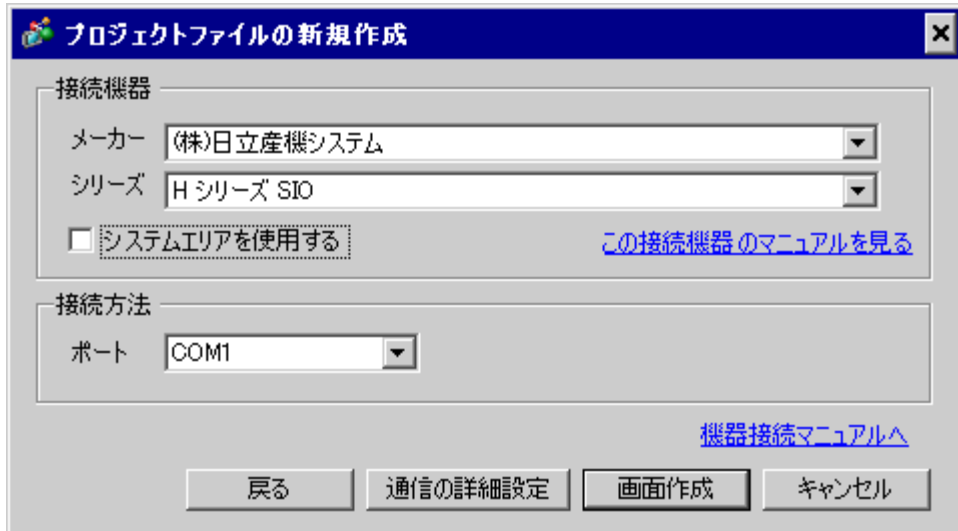 プロジェクトファイルの新規作成
接続機器
メーカー (株)日立産機システム
シリーズ H シリーズ SIO
システムエリアを使用する この接続機器のマニュアルを見る
接続方法
ポート COM1
機器接続マニュアルへ
戻る 通信の詳細設定 画面作成 キャンセル